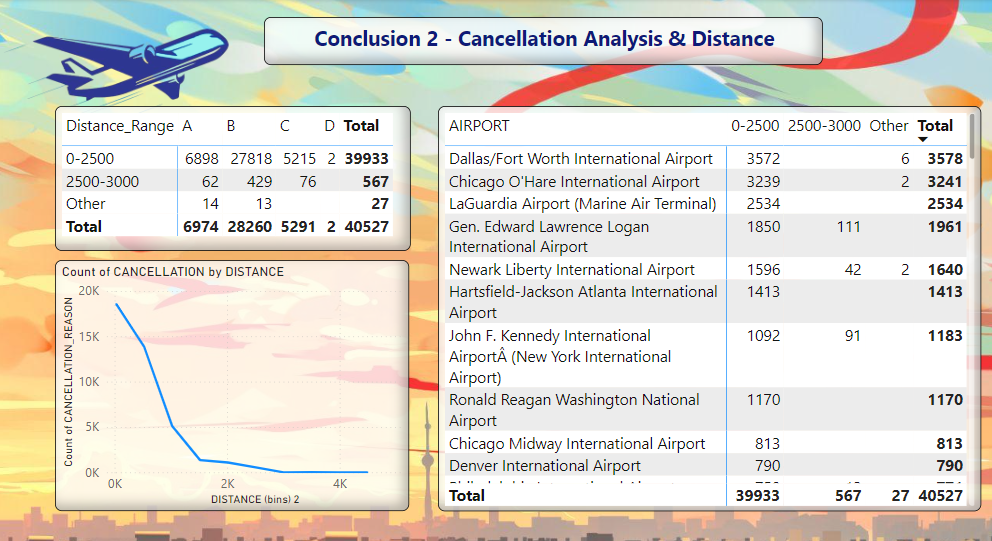 Conclusion 2 - Cancellation Analysis & Distance
Distance_Range A B C D Total
0-2500 6898 27818 5215 2 39933
2500-3000 62 429 76 567
Other 14 13 27
Total 6974 28260 5291 2 40527
Count of CANCELLATION by DISTANCE
Count of CANCELLATION_REASON
20K
15K
10K
5K
0K
0K 2K 4K
DISTANCE (bins) 2
AIRPORT 0-2500 2500-3000 Other Total
Dallas/Fort Worth International Airport 3572 6 3578
Chicago O'Hare International Airport 3239 2 3241
LaGuardia Airport (Marine Air Terminal) 2534 2534
Gen. Edward Lawrence Logan 1850 111 1961
International Airport
Newark Liberty International Airport 1596 42 2 1640
Hartsfield-Jackson Atlanta International 1413 1413
Airport
John F. Kennedy International 1092 91 1183
AirportÂ (New York International
Airport)
Ronald Reagan Washington National 1170 1170
Airport
Chicago Midway International Airport 813 813
Denver International Airport 790 790
Total 39933 567 27 40527